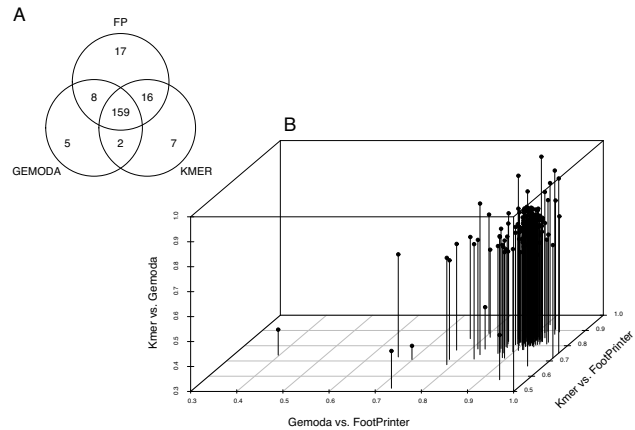 A
FP
17
8
16
159
5
2
7
GEMODA
KMER
B
1.0
0.9
0.8
0.7
0.6
0.5
0.4
0.3
Kmer vs. Gemoda
0.3 0.4 0.5 0.6 0.7 0.8 0.9 1.0
Gemoda vs. FootPrinter
0.5
0.6
0.7
0.8
0.9
1.0
Kmer vs. FootPrinter